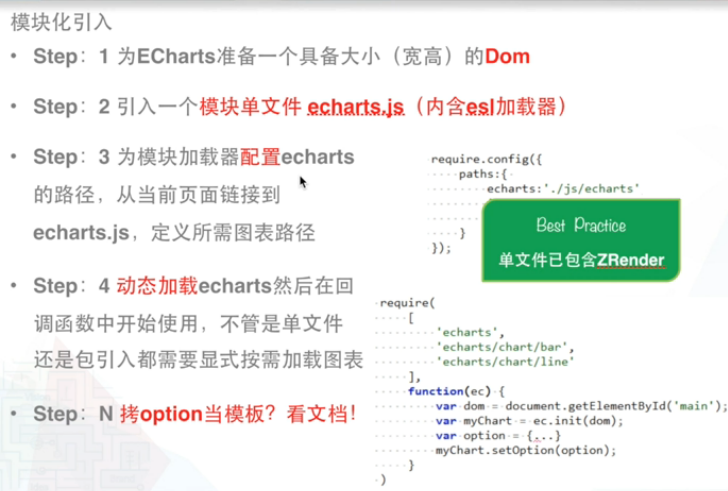 模块化引入
• Step：1 为ECharts准备一个具备大小（宽高）的Dom
• Step：2 引入一个模块单文件 echarts.js（内含esl加载器）
• Step：3 为模块加载器配置echarts
的路径，从当前页面链接到
echarts.js，定义所需图表路径
• Step：4 动态加载echarts然后在回
调函数中开始使用，不管是单文件
还是包引入都需要显式按需加载图表
• Step：N 拷option当模板？看文档！
require.config({
paths:{
echarts:'./js/echarts'
}
});
Best Practice
单文件已包含ZRender
require(
[
'echarts',
'echarts/chart/bar',
'echarts/chart/line'
],
function(ec) {
var dom = document.getElementById('main');
var myChart = ec.init(dom);
var option = {...}
myChart.setOption(option);
}
)